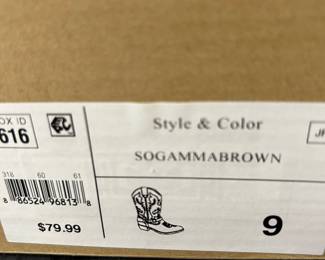 OX ID
616
Style & Color
SOGAMMABROWN
318 60 61
8 86524 96813 8
$79.99
9